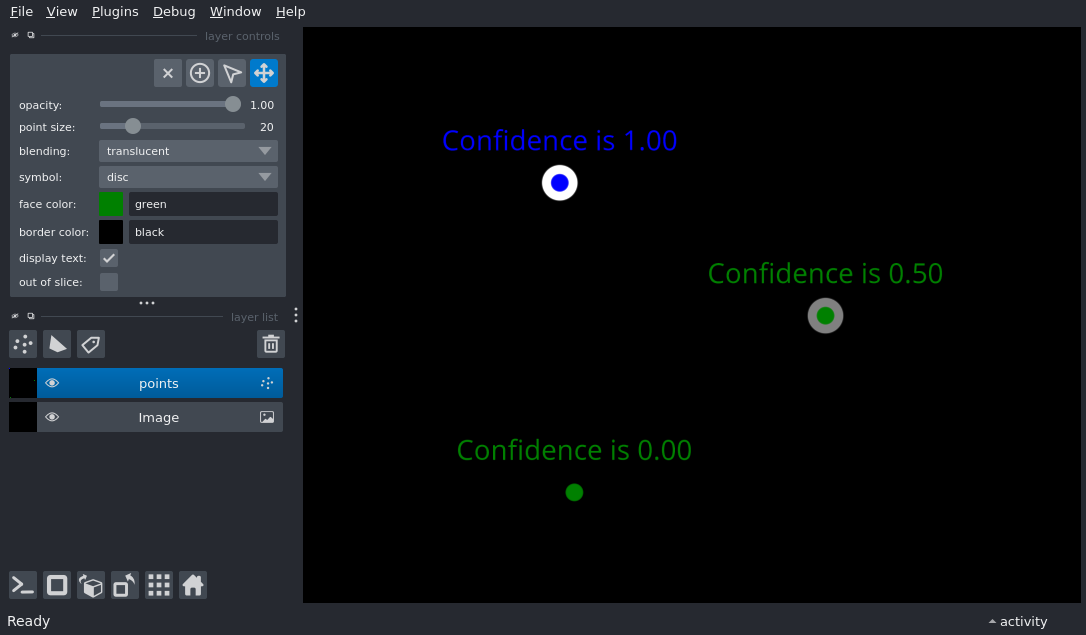 File View Plugins Debug Window Help
layer controls
opacity: 1.00
point size: 20
blending: translucent
symbol: disc
face color: green
border color: black
display text:
out of slice:
layer list
points
Image
Confidence is 1.00
Confidence is 0.50
Confidence is 0.00
Ready
activity